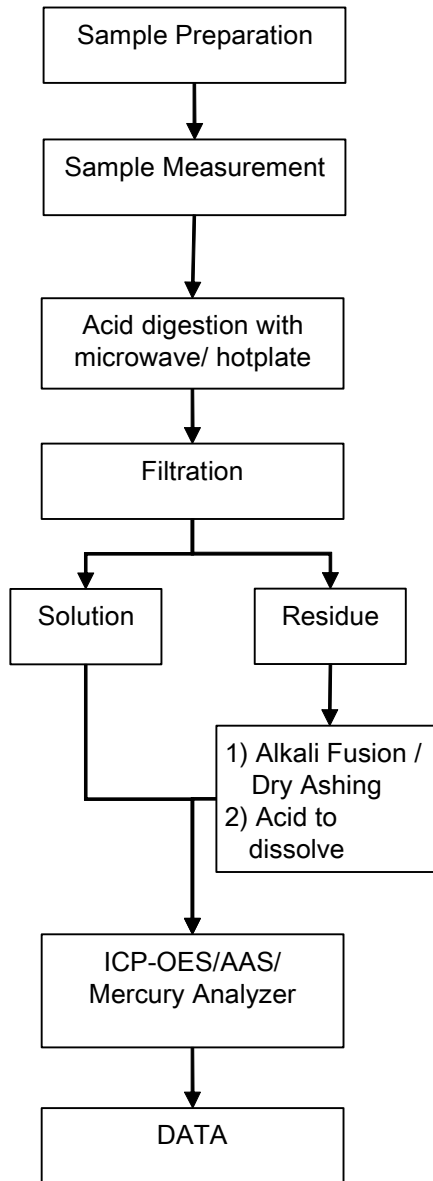 Sample Preparation
Sample Measurement
Acid digestion with
microwave/ hotplate
Filtration
Solution
Residue
1) Alkali Fusion /
Dry Ashing
2) Acid to
dissolve
ICP-OES/AAS/
Mercury Analyzer
DATA